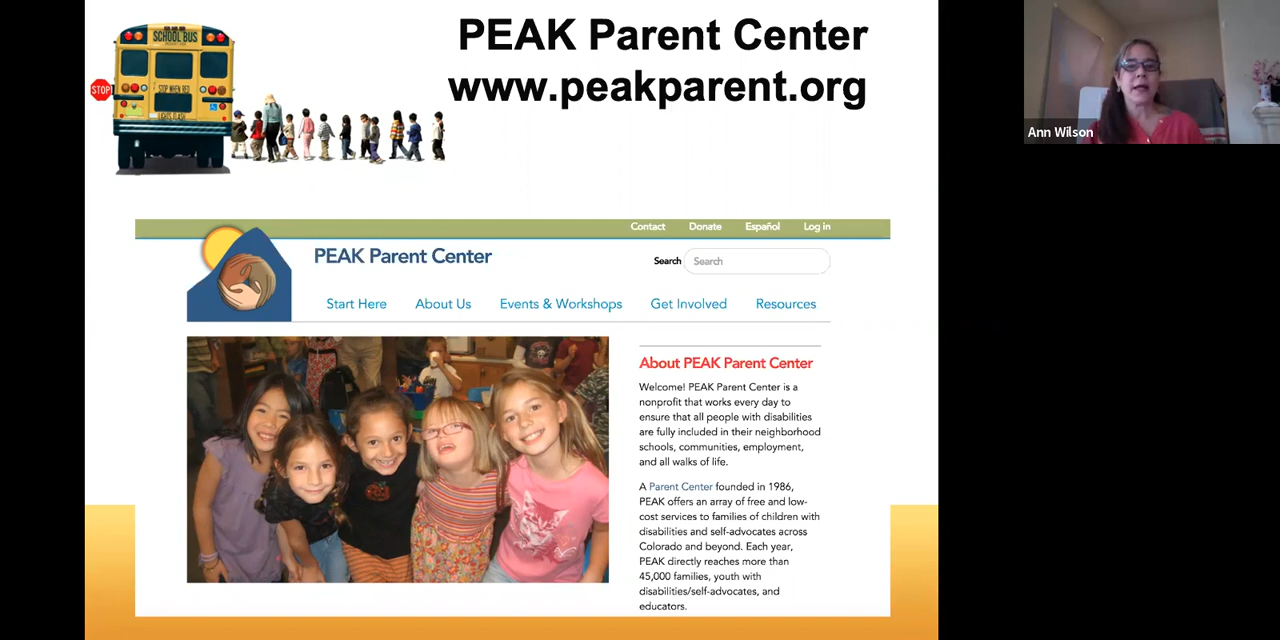 PEAK Parent Center
www.peakparent.org
SCHOOL BUS
STOP
STOP WHEN RED
LIGHTS FLASH
Ann Wilson
Contact Donate Español Log in
PEAK Parent Center
Search Search
Start Here About Us Events & Workshops Get Involved Resources
About PEAK Parent Center
Welcome! PEAK Parent Center is a
nonprofit that works every day to
ensure that all people with disabilities
are fully included in their neighborhood
schools, communities, employment,
and all walks of life.
A Parent Center founded in 1986,
PEAK offers an array of free and low-
cost services to families of children with
disabilities and self-advocates across
Colorado and beyond. Each year,
PEAK directly reaches more than
45,000 families, youth with
disabilities/self-advocates, and
educators.